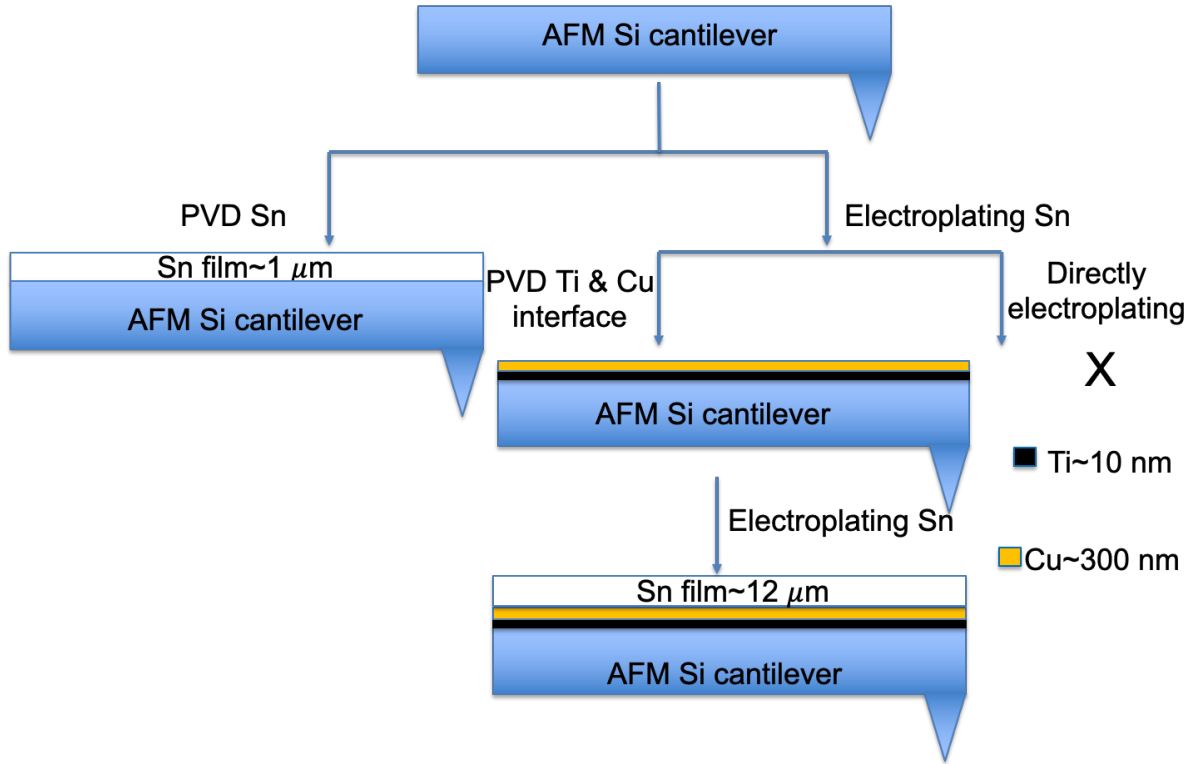 AFM Si cantilever
PVD Sn
Electroplating Sn
Sn film~1 𝜇m
AFM Si cantilever
PVD Ti & Cu
interface
Directly
electroplating
X
AFM Si cantilever
Ti~10 nm
Electroplating Sn
Cu~300 nm
Sn film~12 𝜇m
AFM Si cantilever